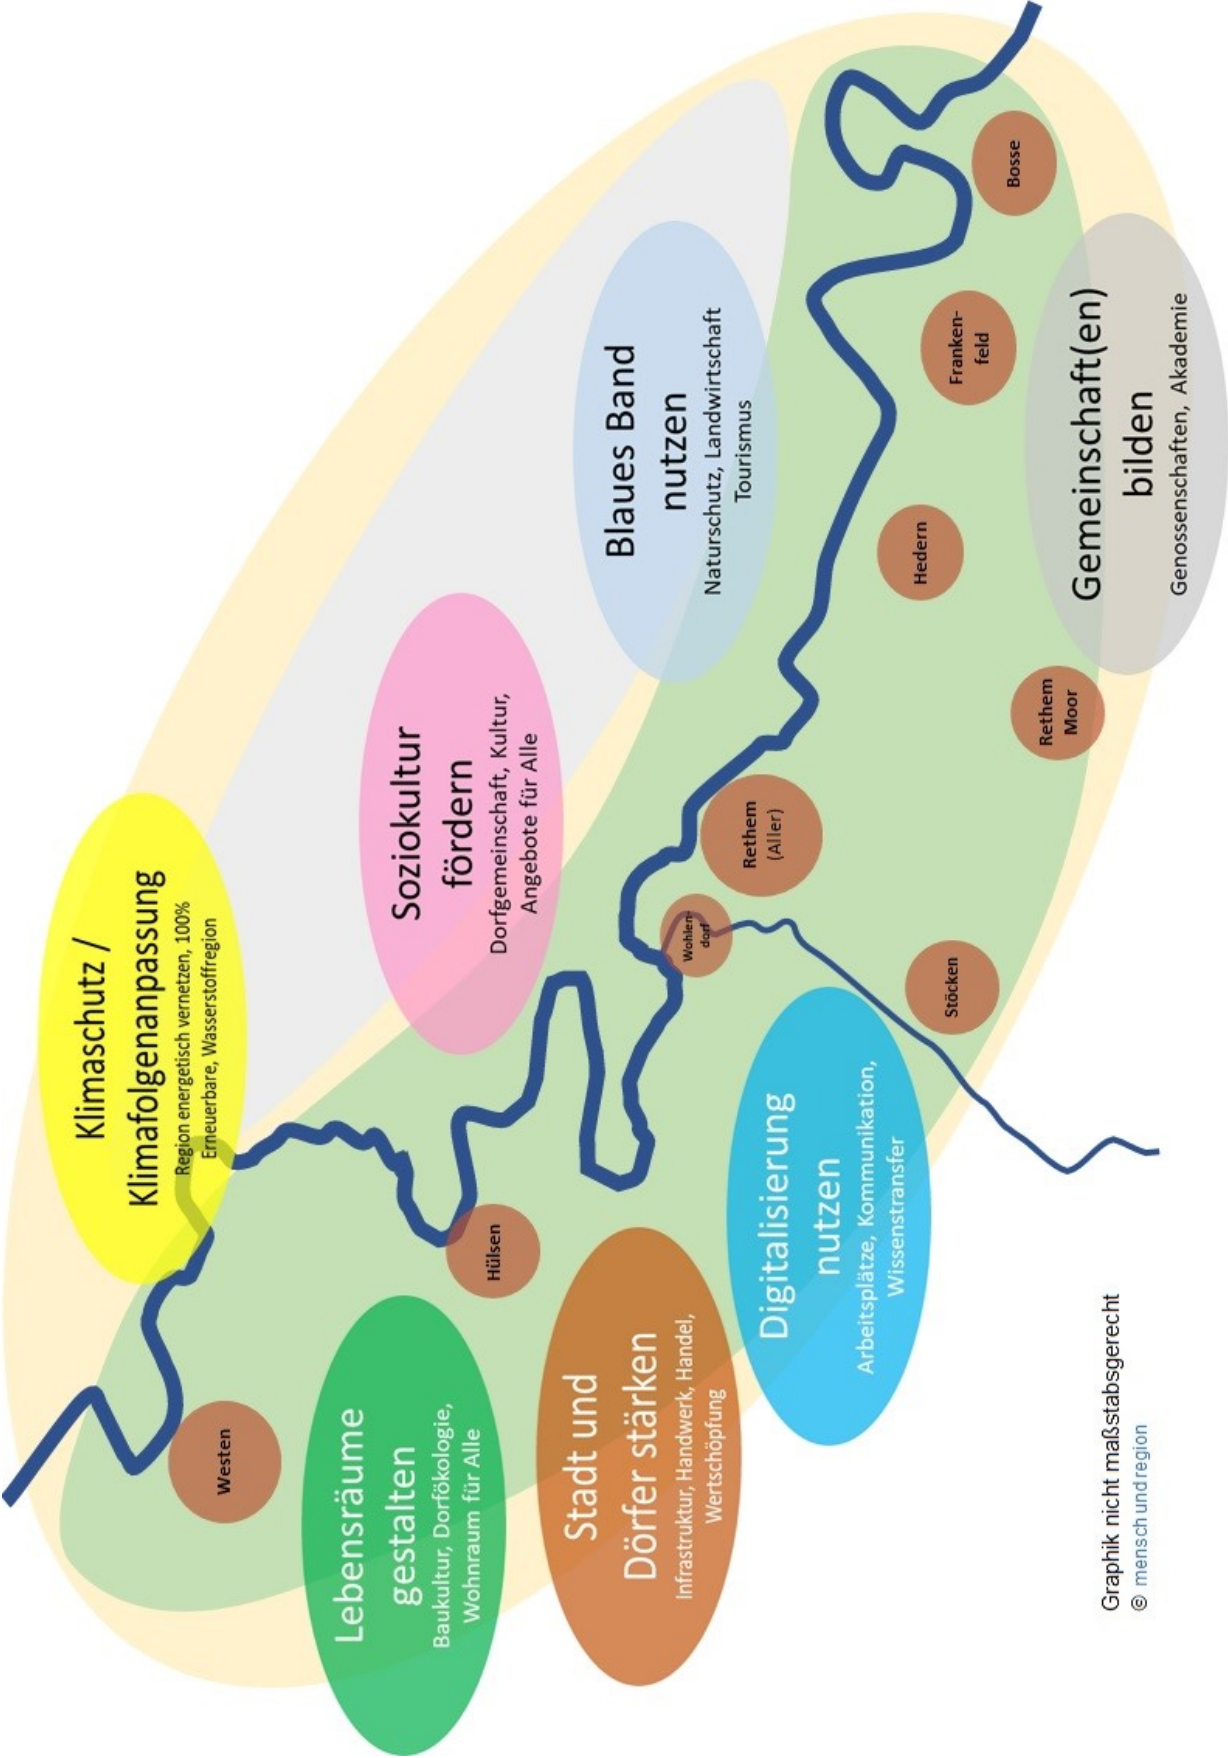 Klimaschutz /
Klimafolgenanpassung
Region energetisch vernetzen, 100%
Erneuerbare, Wasserstoffregion
Soziokultur
fördern
Dorfgemeinschaft, Kultur,
Angebote für Alle
Blaues Band
nutzen
Naturschutz, Landwirtschaft
Tourismus
Lebensräume
gestalten
Baukultur, Dorfökologie,
Wohnraum für Alle
Stadt und
Dörfer stärken
Infrastruktur, Handwerk, Handel,
Wertschöpfung
Digitalisierung
nutzen
Arbeitsplätze, Kommunikation,
Wissenstransfer
Gemeinschaft(en)
bilden
Genossenschaften, Akademie
Westen
Hülsen
Wohlen-
dorf
Rethem
(Aller)
Stöcken
Hedern
Rethem
Moor
Franken-
feld
Bosse
Graphik nicht maßstabsgerecht
© mensch und region